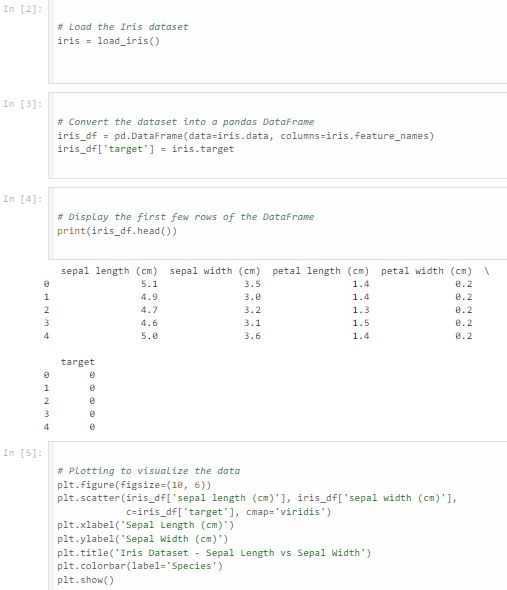 In [2]:
# Load the Iris dataset
iris = load_iris()
In [3]:
# Convert the dataset into a pandas DataFrame
iris_df = pd.DataFrame(data=iris.data, columns=iris.feature_names)
iris_df['target'] = iris.target
In [4]:
# Display the first few rows of the DataFrame
print(iris_df.head())
sepal length (cm)  sepal width (cm)  petal length (cm)  petal width (cm)  \
0                5.1               3.5                1.4               0.2
1                4.9               3.0                1.4               0.2
2                4.7               3.2                1.3               0.2
3                4.6               3.1                1.5               0.2
4                5.0               3.6                1.4               0.2
target
0       0
1       0
2       0
3       0
4       0
In [5]:
# Plotting to visualize the data
plt.figure(figsize=(10, 6))
plt.scatter(iris_df['sepal length (cm)'], iris_df['sepal width (cm)'],
            c=iris_df['target'], cmap='viridis')
plt.xlabel('Sepal Length (cm)')
plt.ylabel('Sepal Width (cm)')
plt.title('Iris Dataset - Sepal Length vs Sepal Width')
plt.colorbar(label='Species')
plt.show()